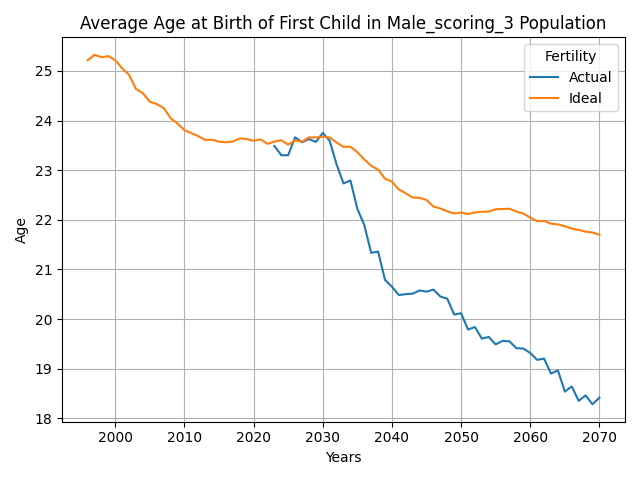 Average Age at Birth of First Child in Male_scoring_3 Population
Fertility
Actual
Ideal
Age
25
24
23
22
21
20
19
18
2000
2010
2020
2030
2040
2050
2060
2070
Years